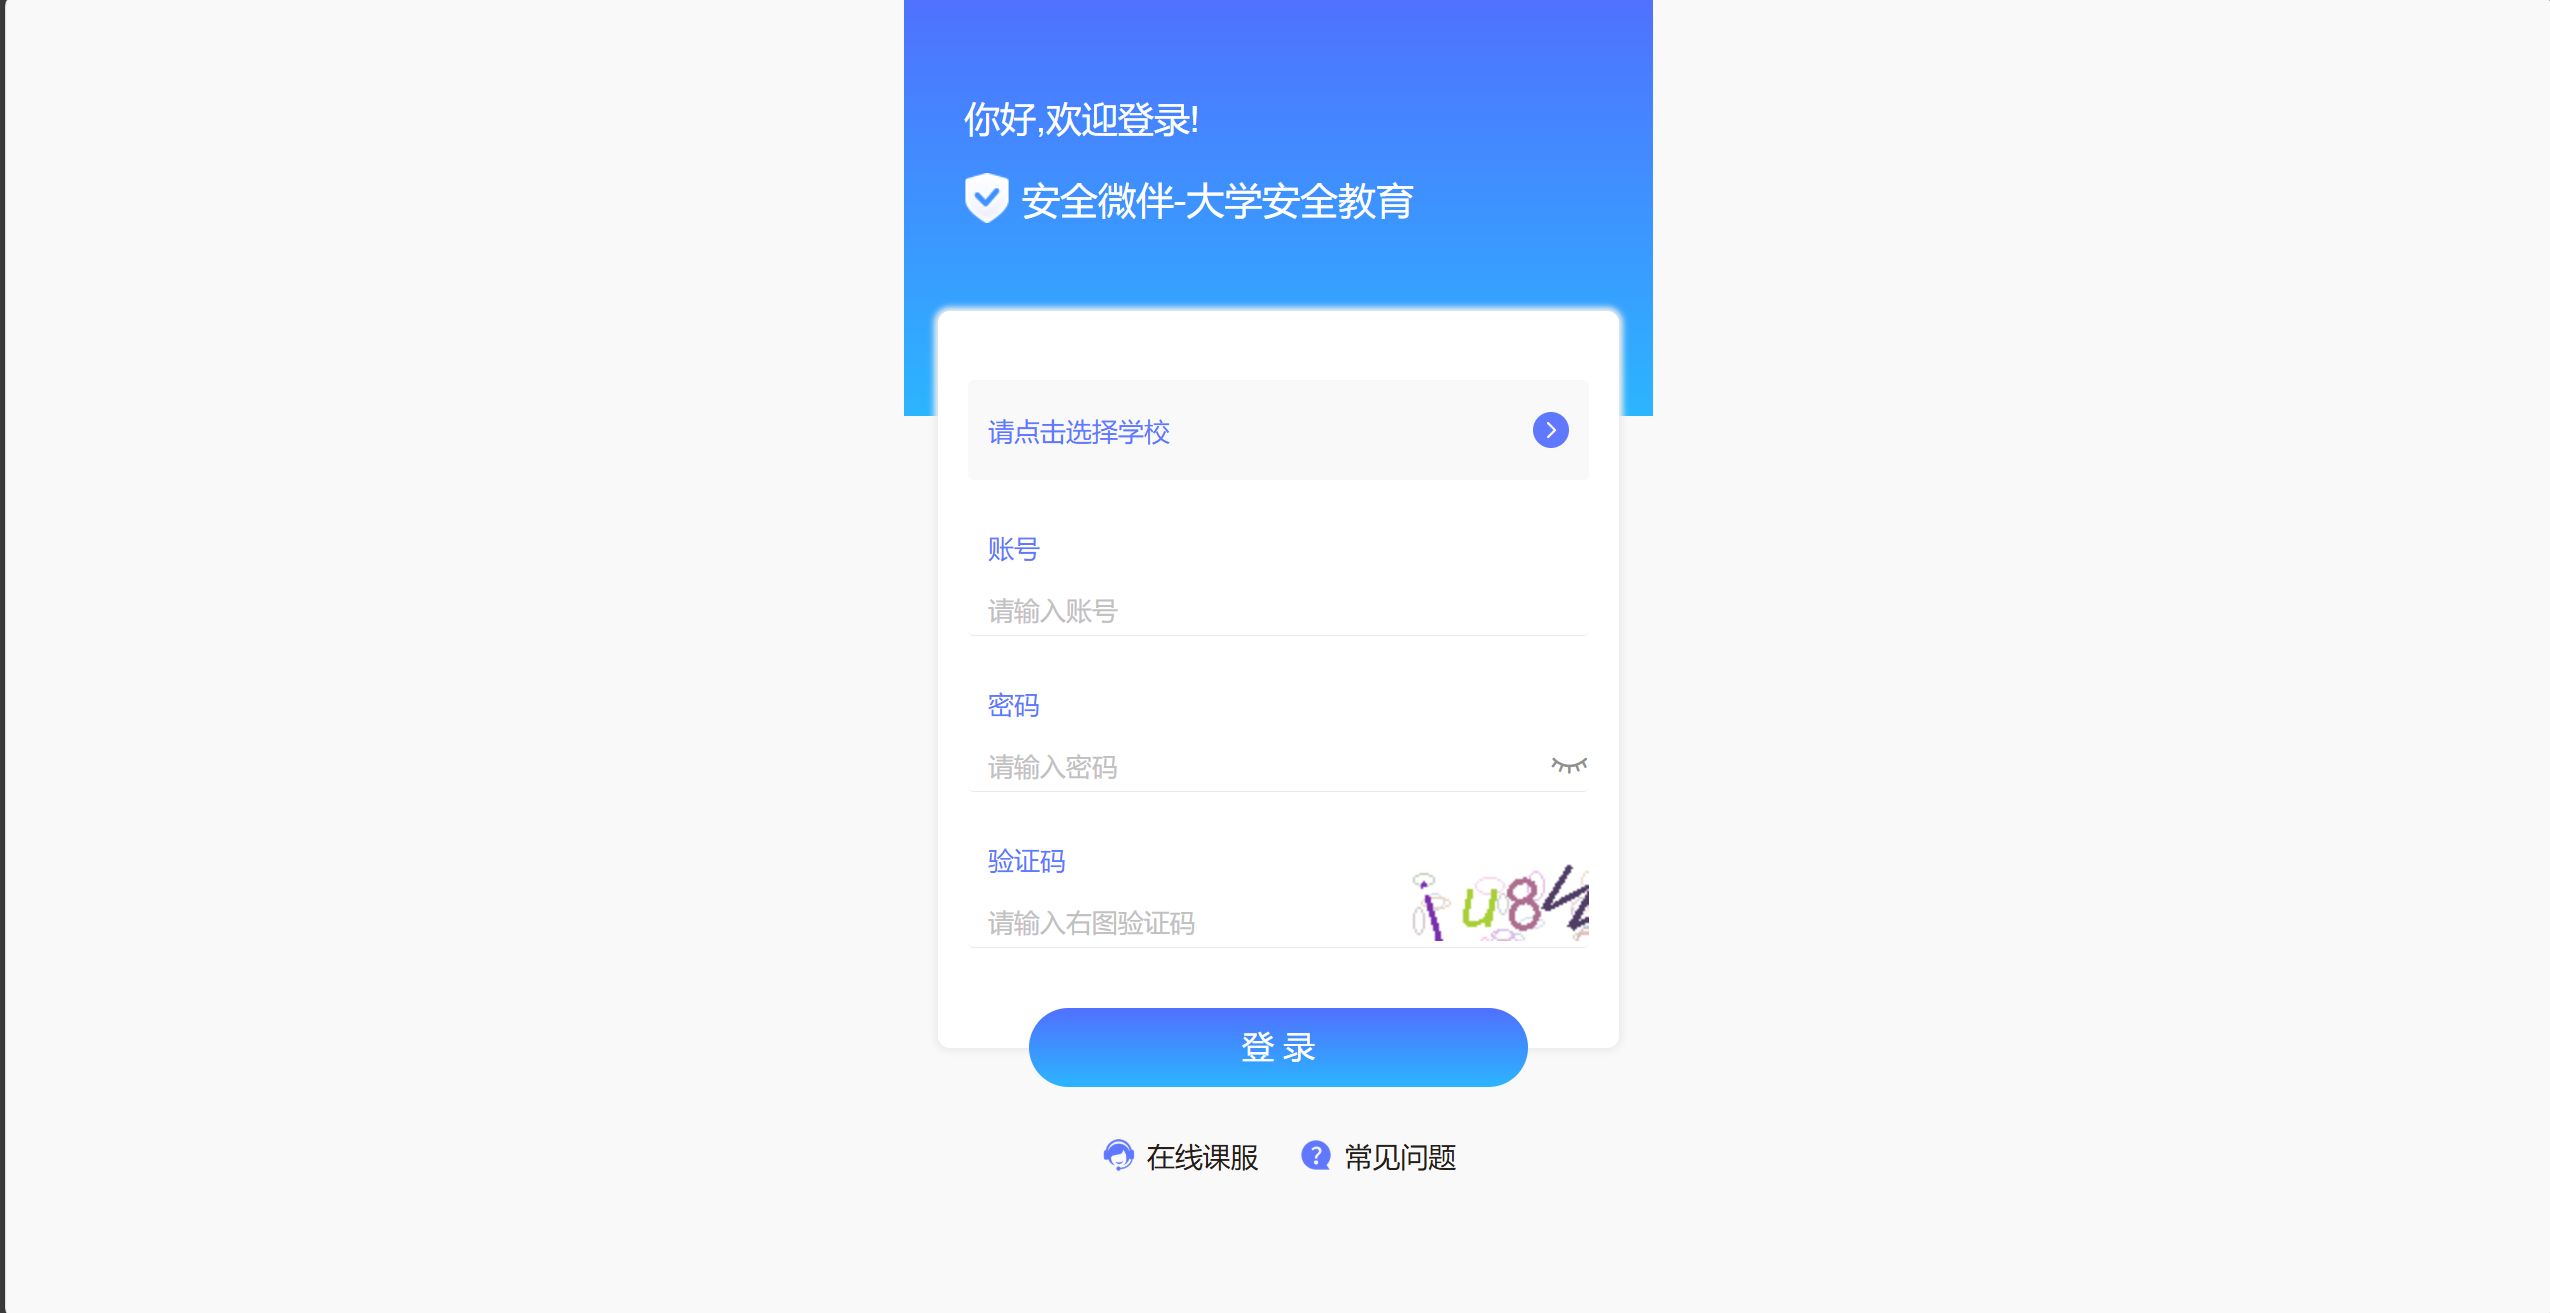 你好,欢迎登录!
安全微伴-大学安全教育
请点击选择学校
账号
请输入账号
密码
请输入密码
验证码
请输入右图验证码
登 录
在线课服
常见问题